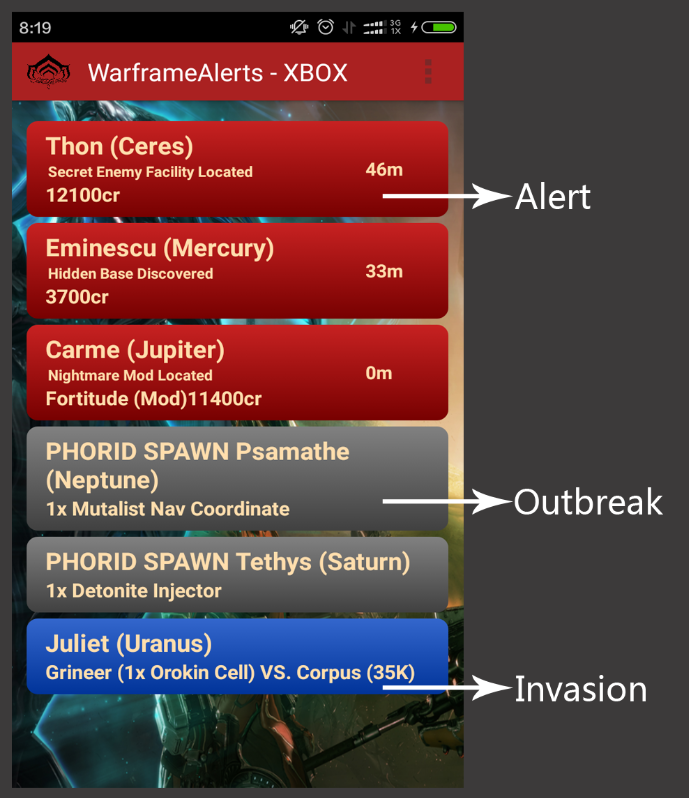 8:19
3G
1X
WarframeAlerts - XBOX
Thon (Ceres)
Secret Enemy Facility Located
46m
12100cr
Alert
Eminescu (Mercury)
Hidden Base Discovered
33m
3700cr
Carme (Jupiter)
Nightmare Mod Located
0m
Fortitude (Mod)11400cr
PHORID SPAWN Psamathe
(Neptune)
1x Mutalist Nav Coordinate
Outbreak
PHORID SPAWN Tethys (Saturn)
1x Detonite Injector
Juliet (Uranus)
Grineer (1x Orokin Cell) VS. Corpus (35K)
Invasion